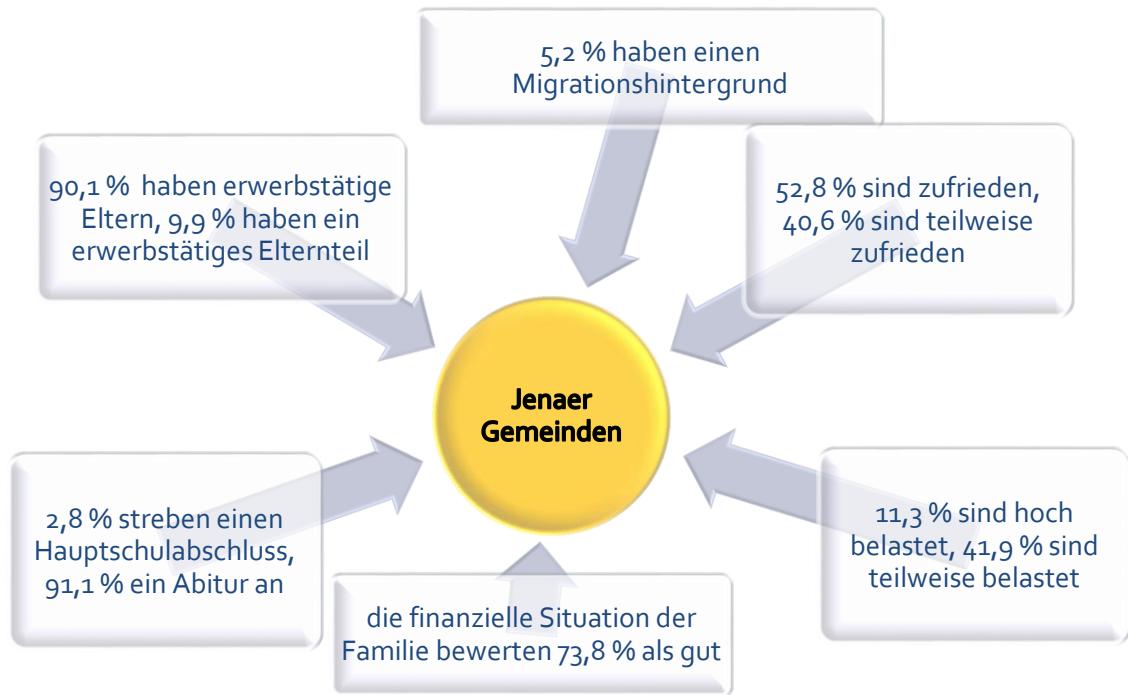 5,2 % haben einen
Migrationshintergrund
90,1 % haben erwerbstätige
Eltern, 9,9 % haben ein
erwerbstätiges Elternteil
52,8 % sind zufrieden,
40,6 % sind teilweise
zufrieden
Jenaer
Gemeinden
2,8 % streben einen
Hauptschulabschluss,
91,1 % ein Abitur an
11,3 % sind hoch
belastet, 41,9 % sind
teilweise belastet
die finanzielle Situation der
Familie bewerten 73,8 % als gut